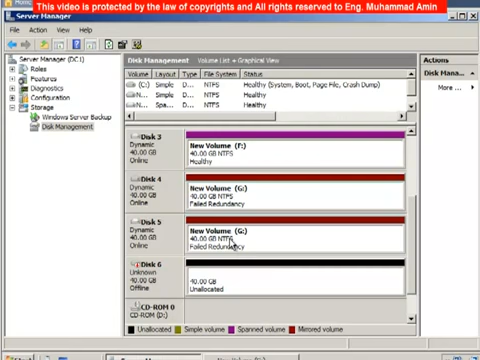 This video is protected by the law of copyrights and All rights reserved to Eng. Muhammad Amin
Server Manager
File Action View Help
Server Manager (DC1)
Roles
Features
Diagnostics
Configuration
Storage
Windows Server Backup
Disk Management
Disk Management Volume List + Graphical View
Volume Layout Type File System Status
(C:) Simple D... NTFS Healthy (System, Boot, Page File, Crash Dump)
N... Simple D... NTFS Healthy
N... Spa... D... NTFS Healthy
Disk 3
Dynamic
40.00 GB
Online
New Volume (F:)
40.00 GB NTFS
Healthy
Disk 4
Dynamic
40.00 GB
Online
New Volume (G:)
40.00 GB NTFS
Failed Redundancy
Disk 5
Dynamic
40.00 GB
Online
New Volume (G:)
40.00 GB NTFS
Failed Redundancy
Disk 6
Unknown
40.00 GB
Offline
40.00 GB
Unallocated
CD-ROM 0
CD-ROM (D:)
Unallocated Simple volume Spanned volume Mirrored volume
Actions
Disk Mana...
More ...